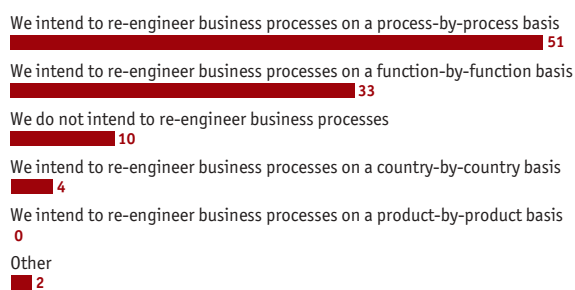 We intend to re-engineer business processes on a process-by-process basis
51
We intend to re-engineer business processes on a function-by-function basis
33
We do not intend to re-engineer business processes
10
We intend to re-engineer business processes on a country-by-country basis
4
We intend to re-engineer business processes on a product-by-product basis
0
Other
2